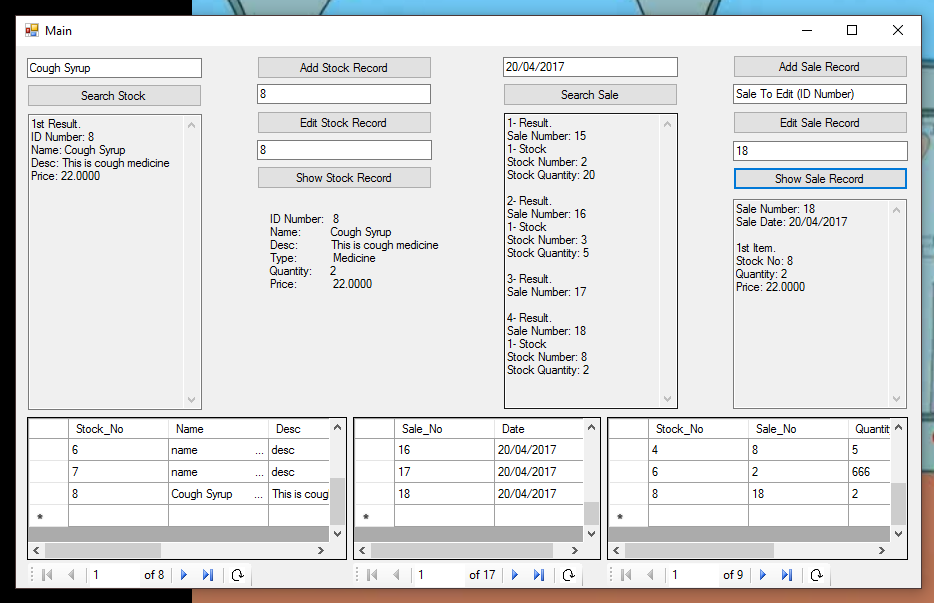 Main
Cough Syrup
Search Stock
1st Result.
ID Number: 8
Name: Cough Syrup
Desc: This is cough medicine
Price: 22.0000
Add Stock Record
8
Edit Stock Record
8
Show Stock Record
ID Number: 8
Name: Cough Syrup
Desc: This is cough medicine
Type: Medicine
Quantity: 2
Price: 22.0000
20/04/2017
Search Sale
1- Result.
Sale Number: 15
1- Stock
Stock Number: 2
Stock Quantity: 20
2- Result.
Sale Number: 16
1- Stock
Stock Number: 3
Stock Quantity: 5
3- Result.
Sale Number: 17
4- Result.
Sale Number: 18
1- Stock
Stock Number: 8
Stock Quantity: 2
Add Sale Record
Sale To Edit (ID Number)
Edit Sale Record
18
Show Sale Record
Sale Number: 18
Sale Date: 20/04/2017
1st Item.
Stock No: 8
Quantity: 2
Price: 22.0000
Stock_No Name Desc
6 name ... desc
7 name ... desc
8 Cough Syrup ... This is coug
*
1 of 8
Sale_No Date
16 20/04/2017
17 20/04/2017
18 20/04/2017
*
1 of 17
Stock_No Sale_No Quantit
4 8 5
6 2 666
8 18 2
*
1 of 9